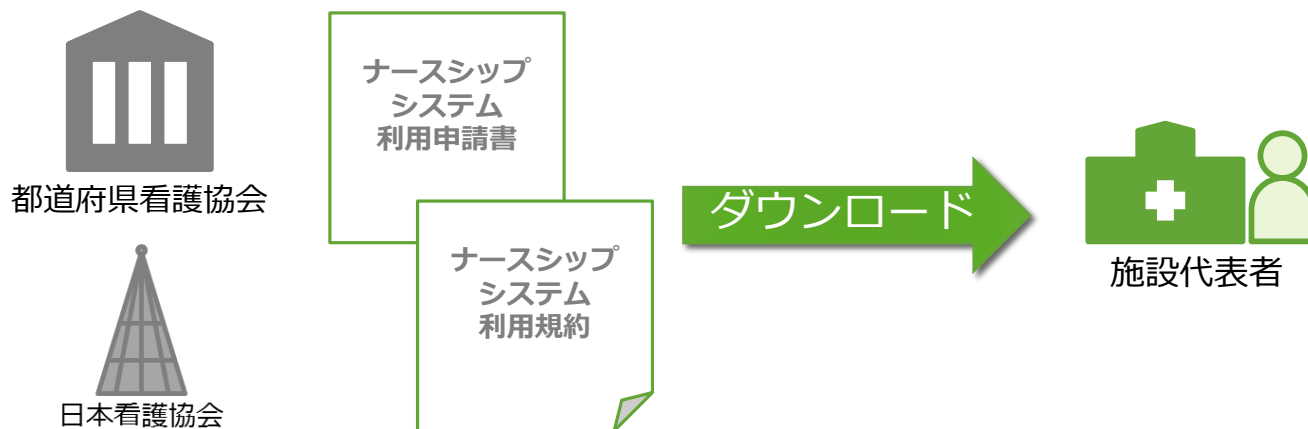 都道府県看護協会
日本看護協会
ナースシップ
システム
利用申請書
ナースシップ
システム
利用規約
ダウンロード
施設代表者